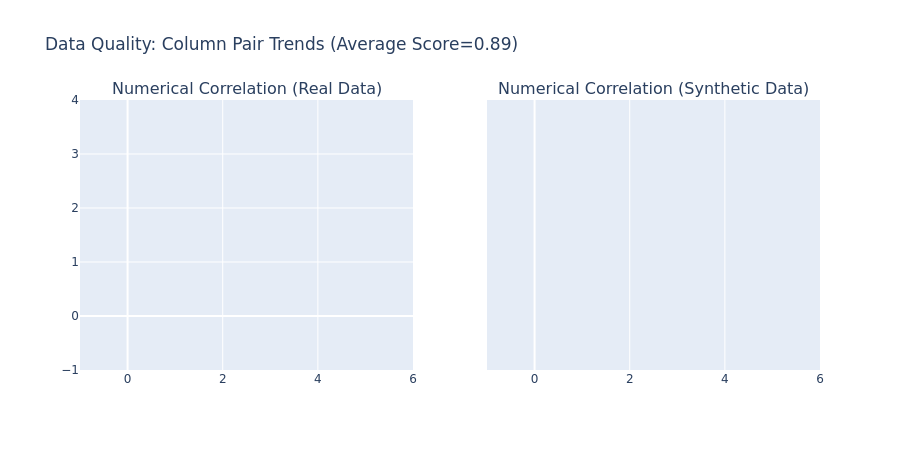 Data Quality: Column Pair Trends (Average Score=0.89)
Numerical Correlation (Real Data)
Numerical Correlation (Synthetic Data)
4
3
2
1
0
−1
0 2 4 6
0 2 4 6